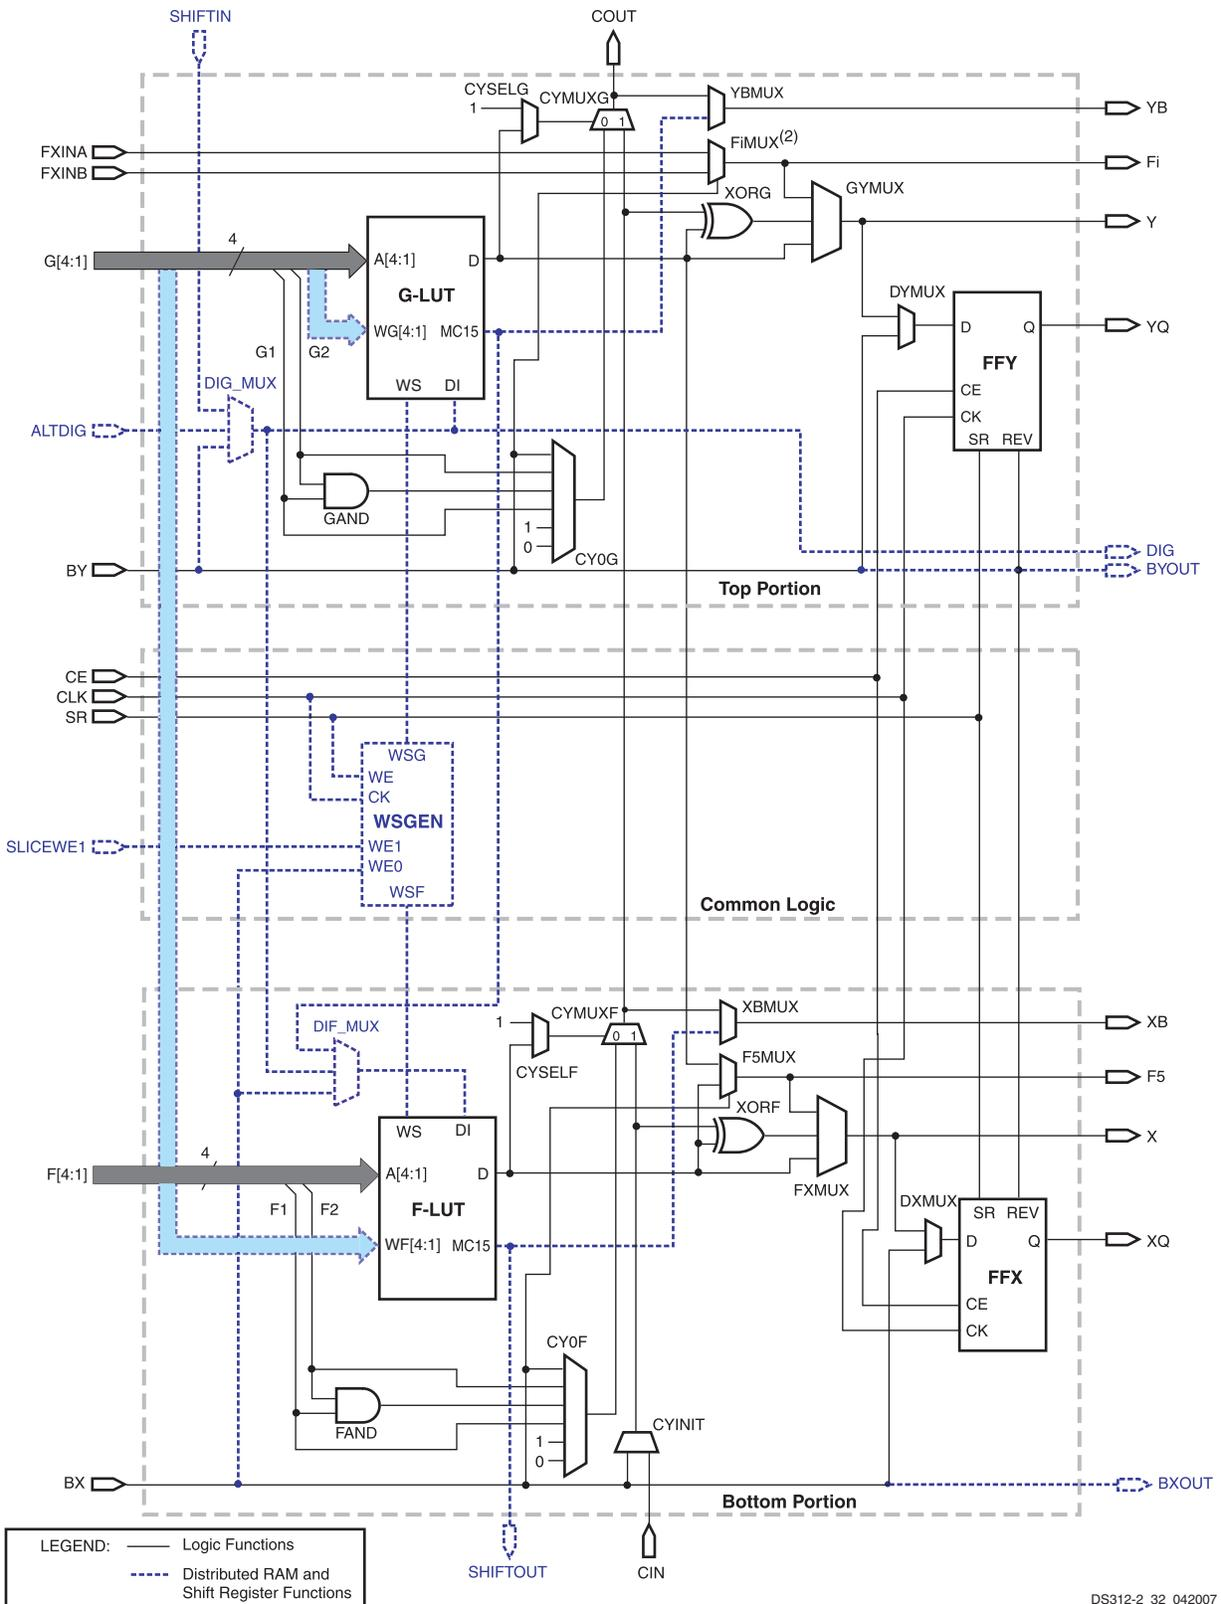 SHIFTIN
COUT
CYSELG
1
CYMUXG
0 1
YBMUX
YB
FXINA
FXINB
FiMUX(2)
Fi
XORG
GYMUX
Y
G[4:1]
4
A[4:1]
D
G-LUT
WG[4:1]
MC15
WS
DI
G1
G2
DYMUX
D
Q
YQ
FFY
CE
CK
SR
REV
DIG_MUX
ALTDIG
GAND
1
0
CY0G
DIG
BY
BYOUT
Top Portion
CE
CLK
SR
WSG
WE
CK
WSGEN
SLICEWE1
WE1
WE0
WSF
Common Logic
1
CYMUXF
0 1
XBMUX
XB
DIF_MUX
CYSELF
F5MUX
F5
XORF
WS
DI
X
F[4:1]
4
A[4:1]
D
FXMUX
F1
F2
F-LUT
WF[4:1]
MC15
DXMUX
SR
REV
D
Q
XQ
FFX
CE
CK
CY0F
FAND
1
0
CYINIT
BX
BXOUT
Bottom Portion
SHIFTOUT
CIN
LEGEND:
Logic Functions
Distributed RAM and
Shift Register Functions
DS312-2_32_042007